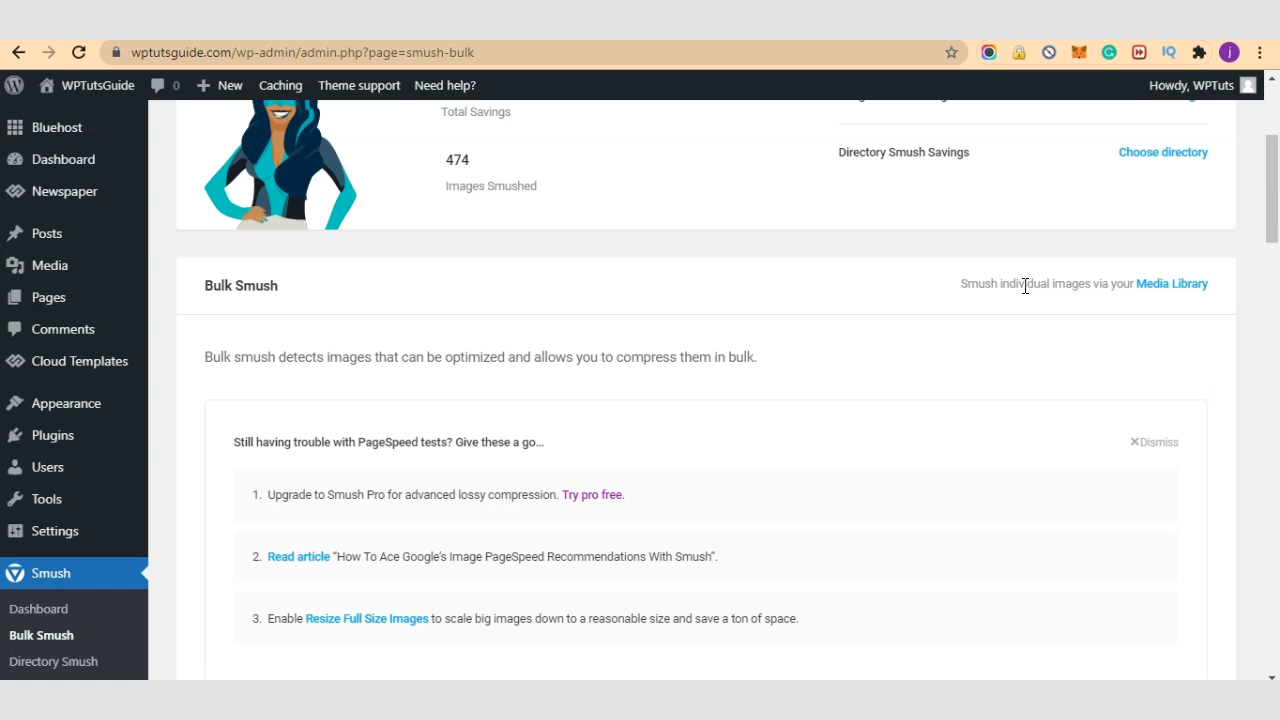 wptutsguide.com/wp-admin/admin.php?page=smush-bulk
j
WPTutsGuide 0 New Caching Theme support Need help? Howdy, WPTuts
Bluehost
Dashboard
Newspaper
Posts
Media
Pages
Comments
Cloud Templates
Appearance
Plugins
Users
Tools
Settings
Smush
Dashboard
Bulk Smush
Directory Smush
Total Savings
474
Images Smushed
Directory Smush Savings Choose directory
Bulk Smush
Smush individual images via your Media Library
Bulk smush detects images that can be optimized and allows you to compress them in bulk.
Still having trouble with PageSpeed tests? Give these a go...
Dismiss
1. Upgrade to Smush Pro for advanced lossy compression. Try pro free.
2. Read article “How To Ace Google’s Image PageSpeed Recommendations With Smush”.
3. Enable Resize Full Size Images to scale big images down to a reasonable size and save a ton of space.